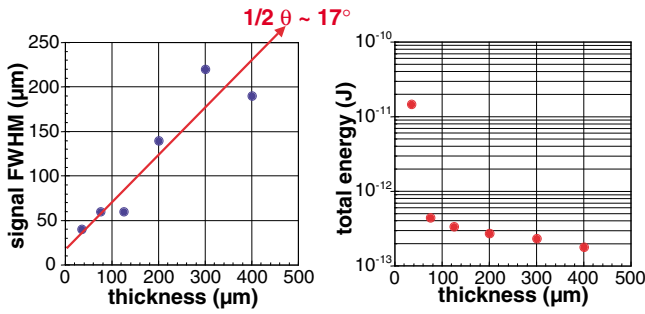 1/2 θ ~ 17°
250
200
150
100
50
0
0 100 200 300 400 500
signal FWHM (µm)
thickness (µm)
10⁻¹⁰
10⁻¹¹
10⁻¹²
10⁻¹³
0 100 200 300 400 500
total energy (J)
thickness (µm)